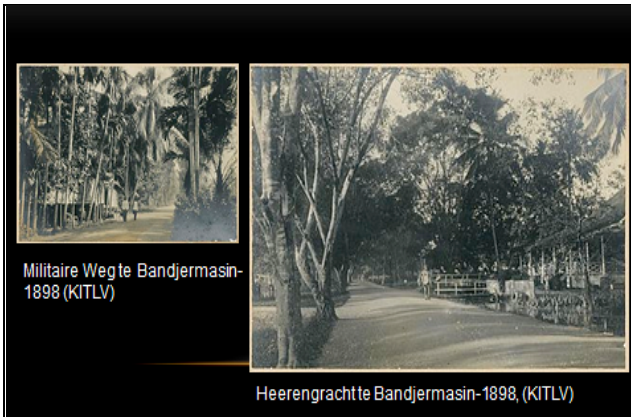 Militaire Weg te Bandjermasin-
1898 (KITLV)
Heerengracht te Bandjermasin-1898, (KITLV)